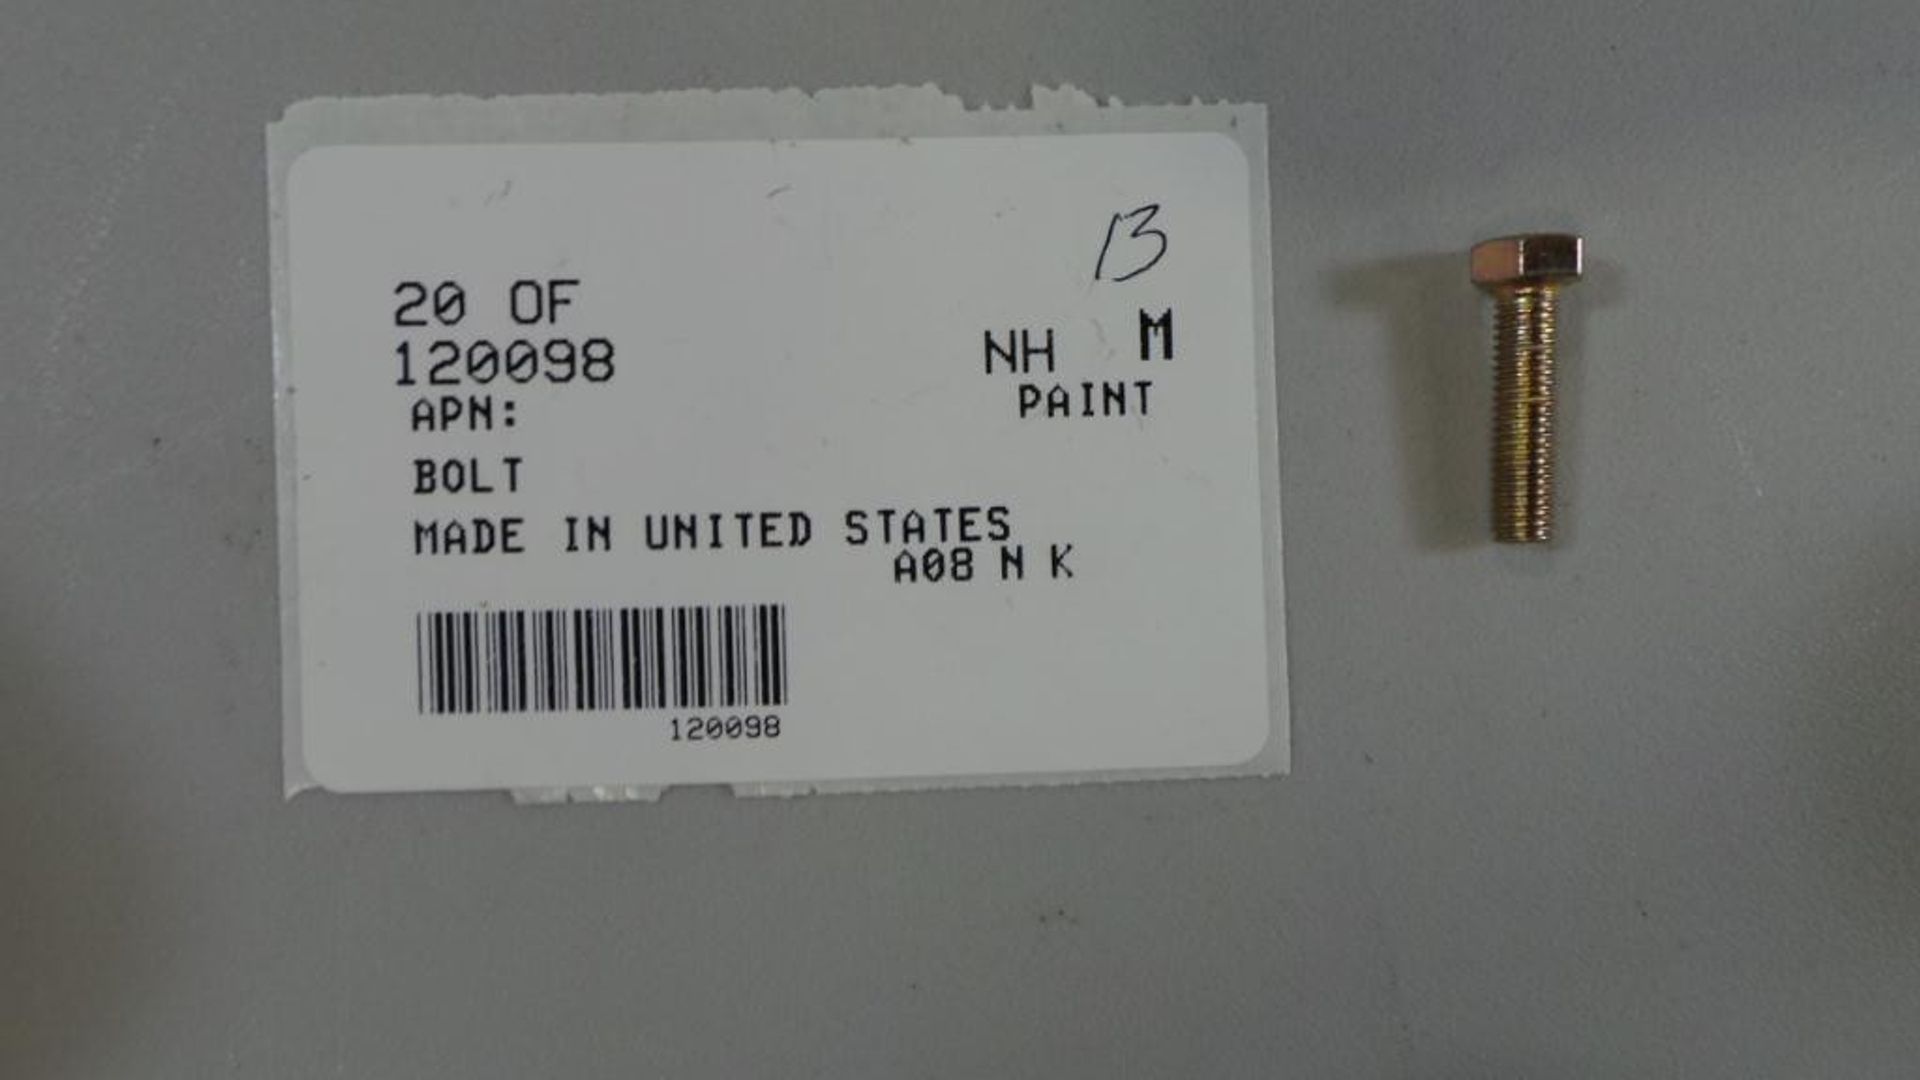 13
20 OF
120098
NH M
APN:
PAINT
BOLT
MADE IN UNITED STATES
A08 N K
120098